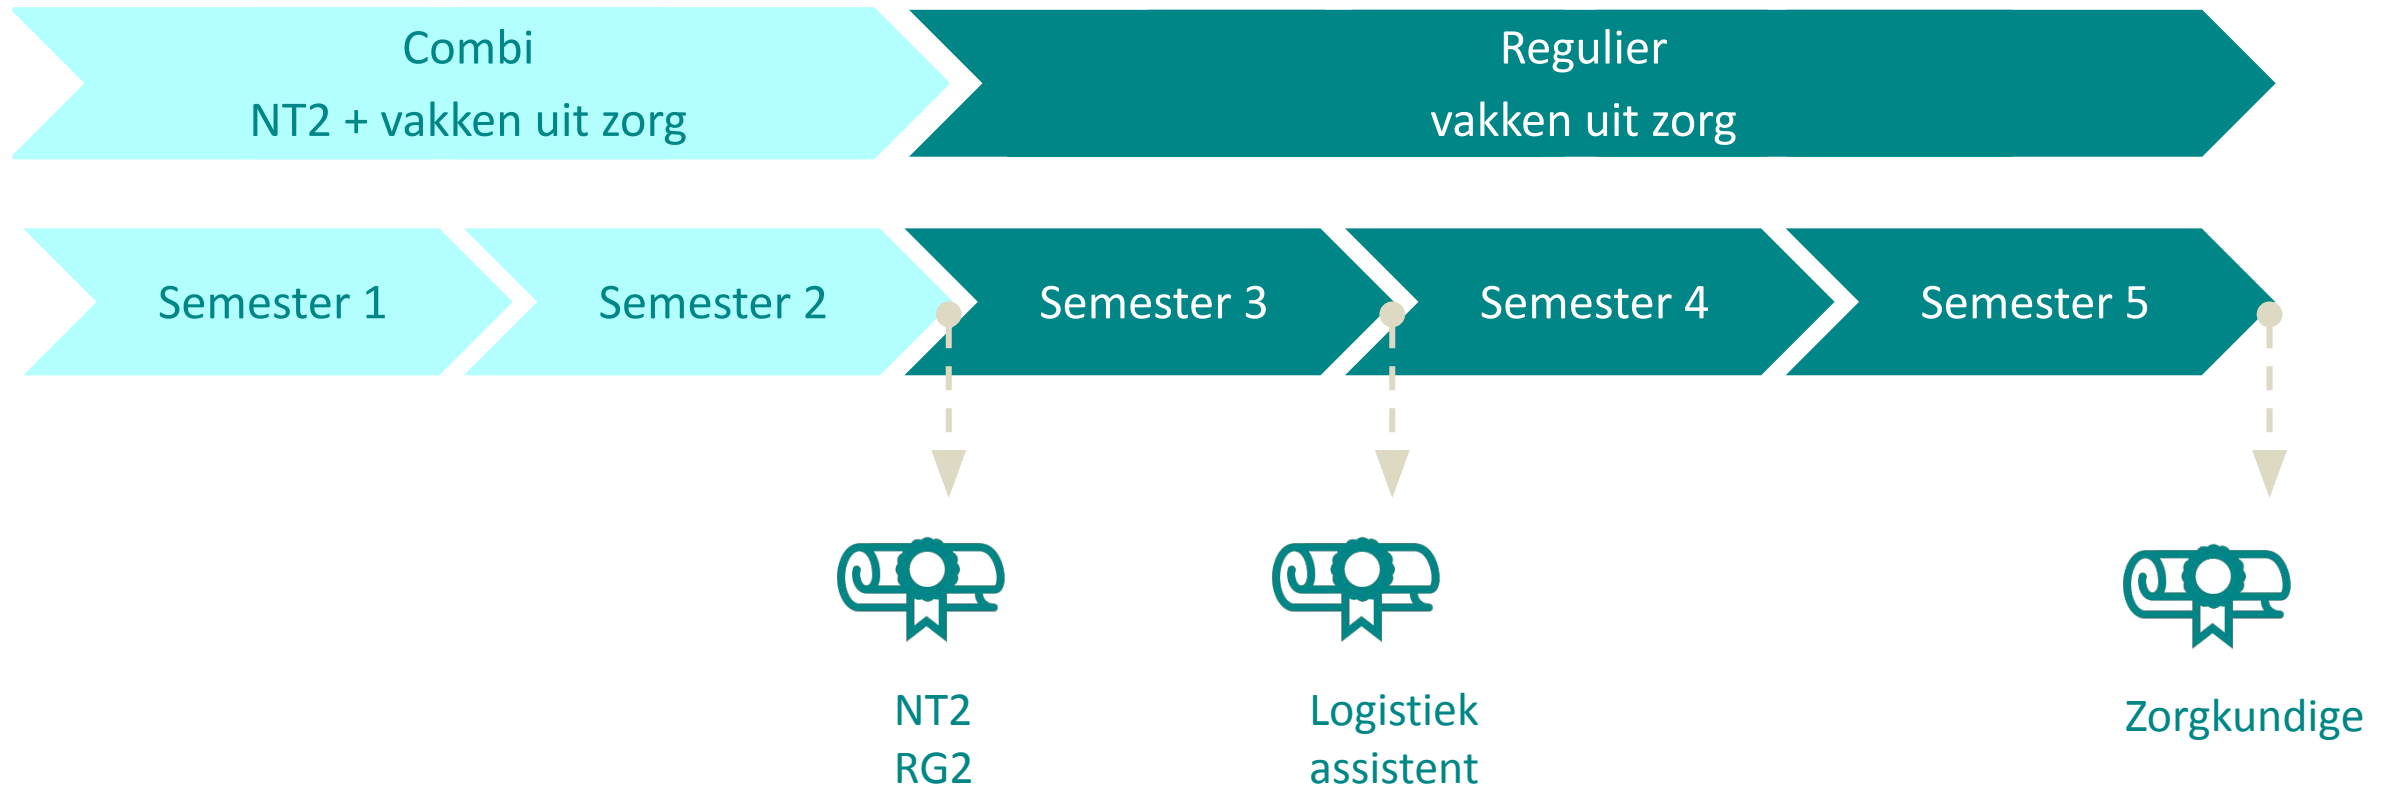 Combi
NT2 + vakken uit zorg
Regulier
vakken uit zorg
Semester 1
Semester 2
Semester 3
Semester 4
Semester 5
NT2
RG2
Logistiek
assistent
Zorgkundige